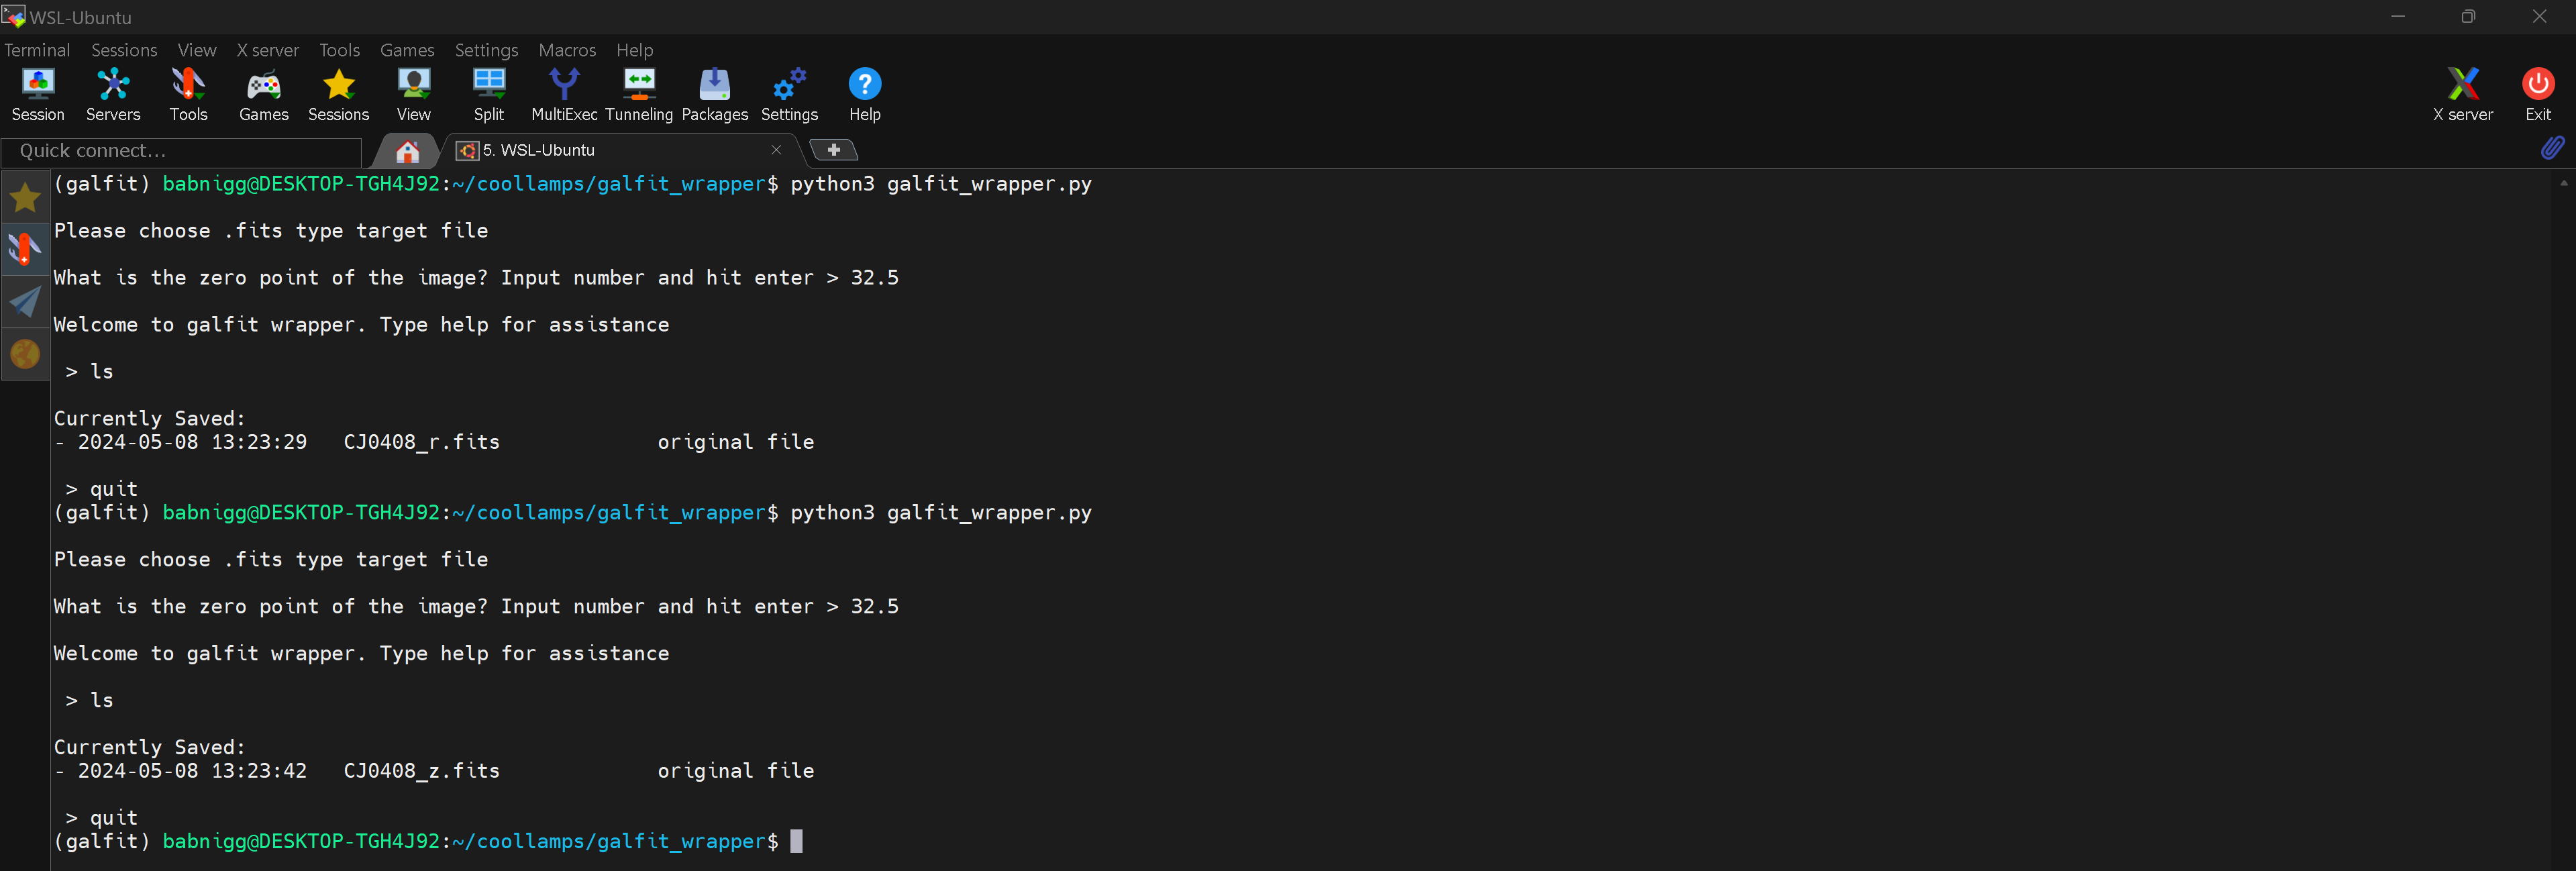 WSL-Ubuntu
Terminal Sessions View X server Tools Games Settings Macros Help
Session Servers Tools Games Sessions View Split MultiExec Tunneling Packages Settings Help X server Exit
Quick connect... 5. WSL-Ubuntu
(galfit) babnigg@DESKTOP-TGH4J92:~/coollamps/galfit_wrapper$ python3 galfit_wrapper.py
Please choose .fits type target file
What is the zero point of the image? Input number and hit enter > 32.5
Welcome to galfit wrapper. Type help for assistance
> ls
Currently Saved:
- 2024-05-08 13:23:29 CJ0408_r.fits original file
> quit
(galfit) babnigg@DESKTOP-TGH4J92:~/coollamps/galfit_wrapper$ python3 galfit_wrapper.py
Please choose .fits type target file
What is the zero point of the image? Input number and hit enter > 32.5
Welcome to galfit wrapper. Type help for assistance
> ls
Currently Saved:
- 2024-05-08 13:23:42 CJ0408_z.fits original file
> quit
(galfit) babnigg@DESKTOP-TGH4J92:~/coollamps/galfit_wrapper$